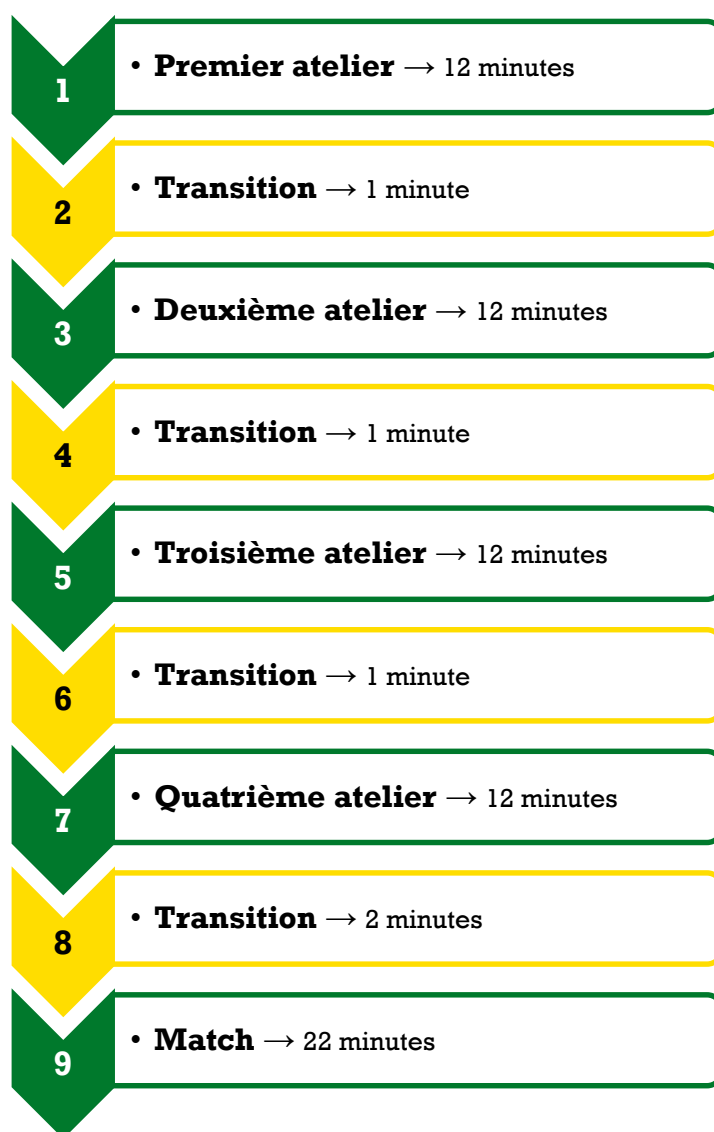 1
• Premier atelier → 12 minutes
2
• Transition → 1 minute
3
• Deuxième atelier → 12 minutes
4
• Transition → 1 minute
5
• Troisième atelier → 12 minutes
6
• Transition → 1 minute
7
• Quatrième atelier → 12 minutes
8
• Transition → 2 minutes
9
• Match → 22 minutes